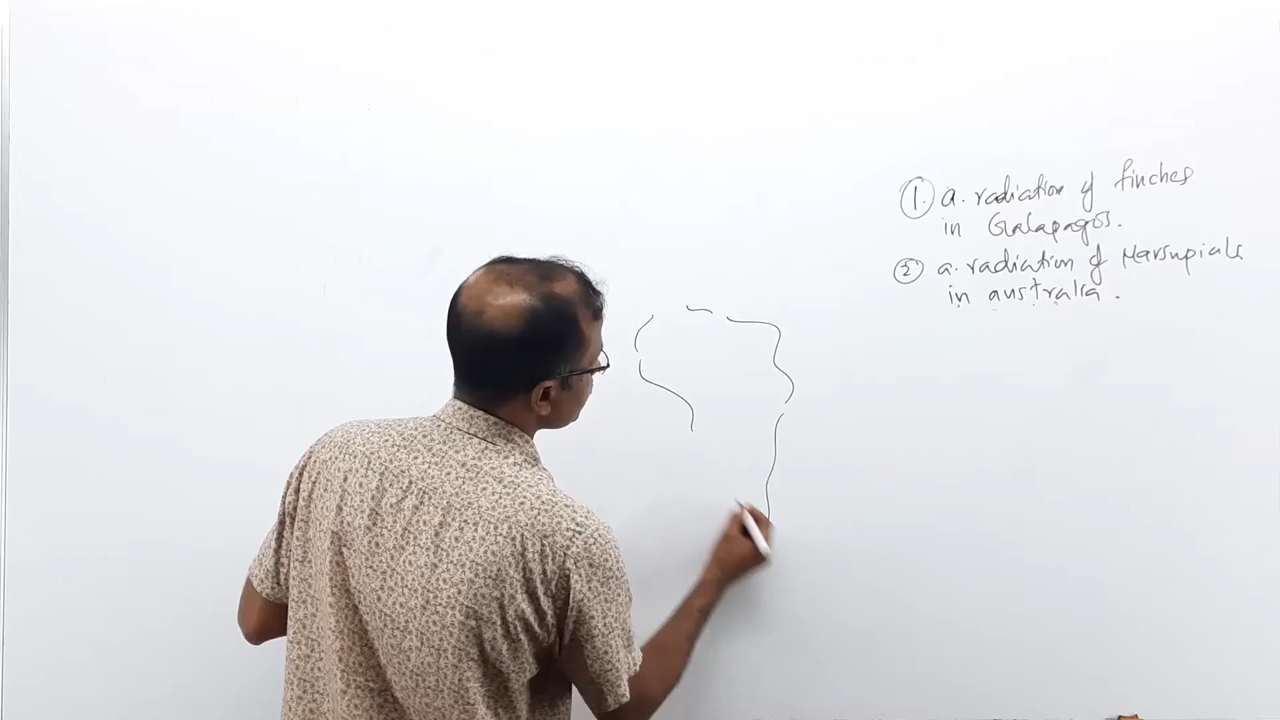 1. a. radiation of finches
in Galapagos.
2 a. radiation of Marsupials
in australia.